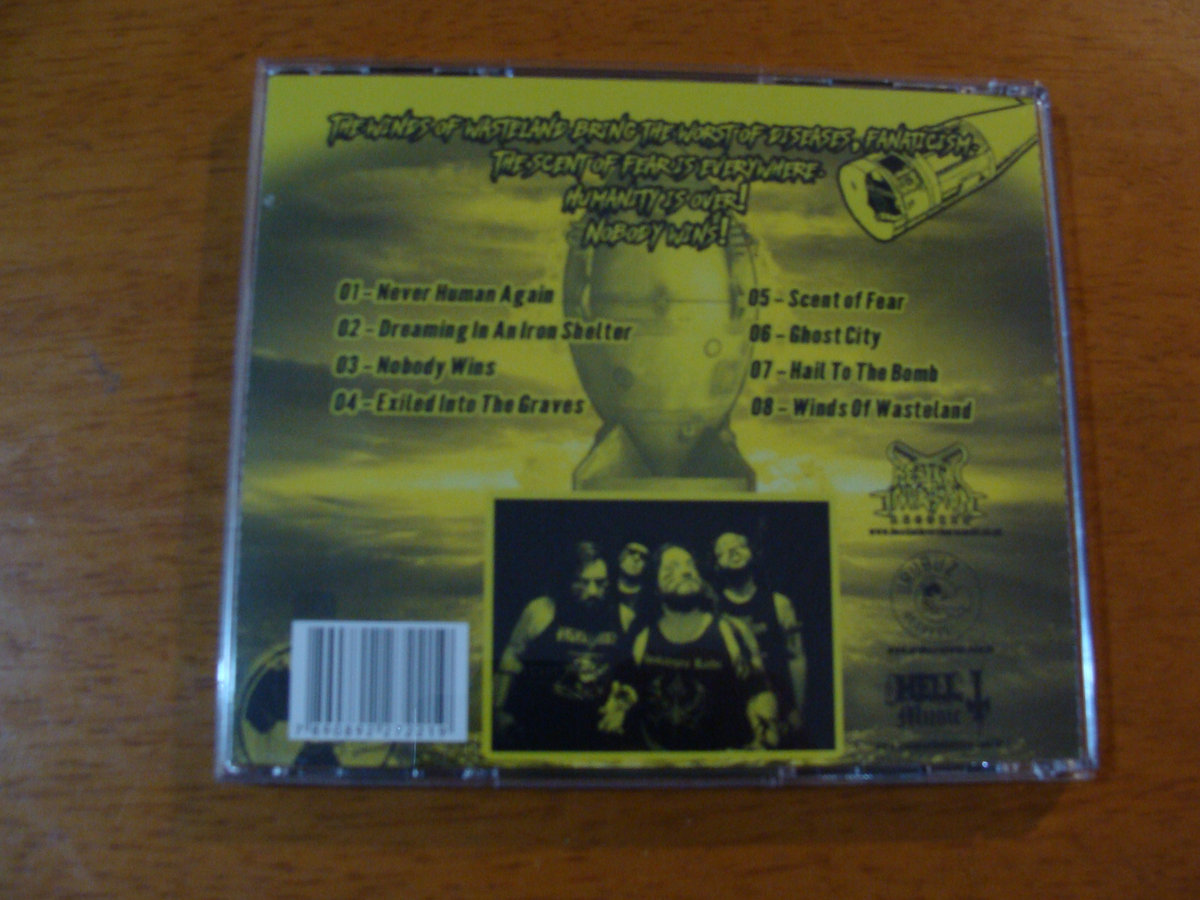 THE WINDS OF WASTELAND BRING THE WORST OF DISEASES, FANATICISM.
THE SCENT OF FEAR IS EVERYWHERE.
HUMANITY IS OVER!
NOBODY WINS!
01 - Never Human Again
02 - Dreaming In An Iron Shelter
03 - Nobody Wins
04 - Exiled Into The Graves
05 - Scent of Fear
06 - Ghost City
07 - Hail To The Bomb
08 - Winds Of Wasteland
RECORDS
HELL
Music